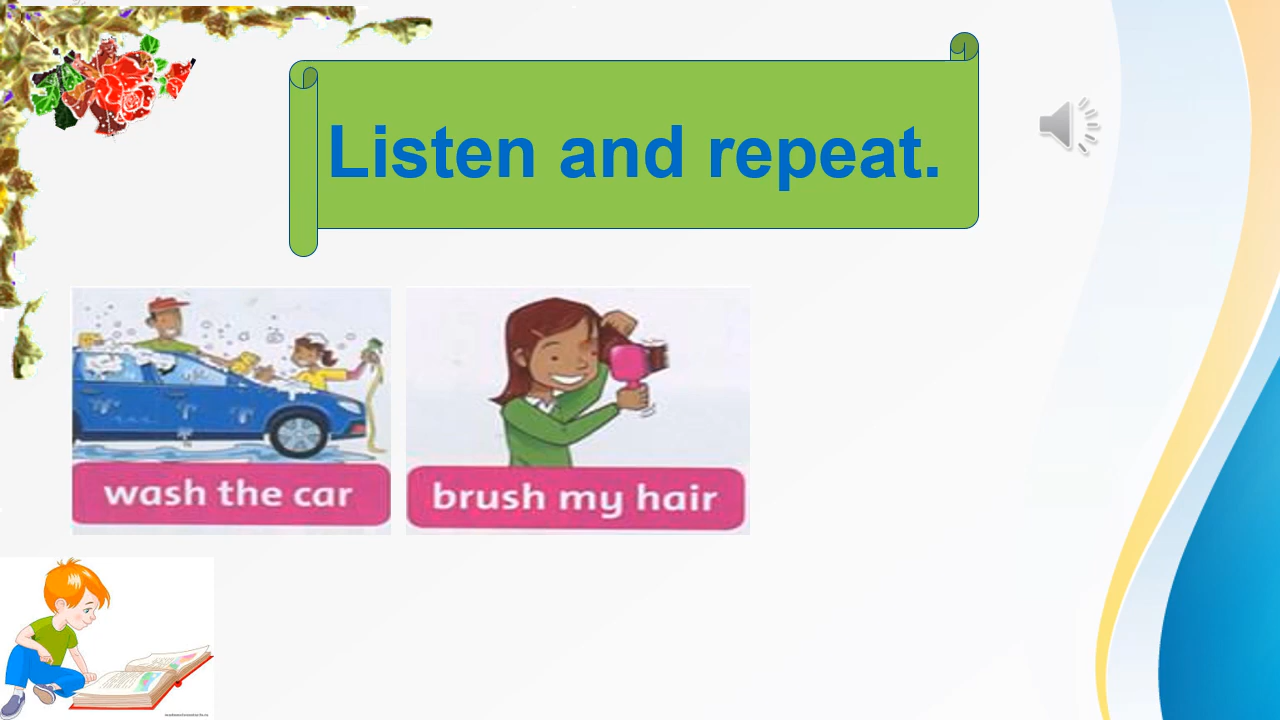 Listen and repeat.
wash the car
brush my hair